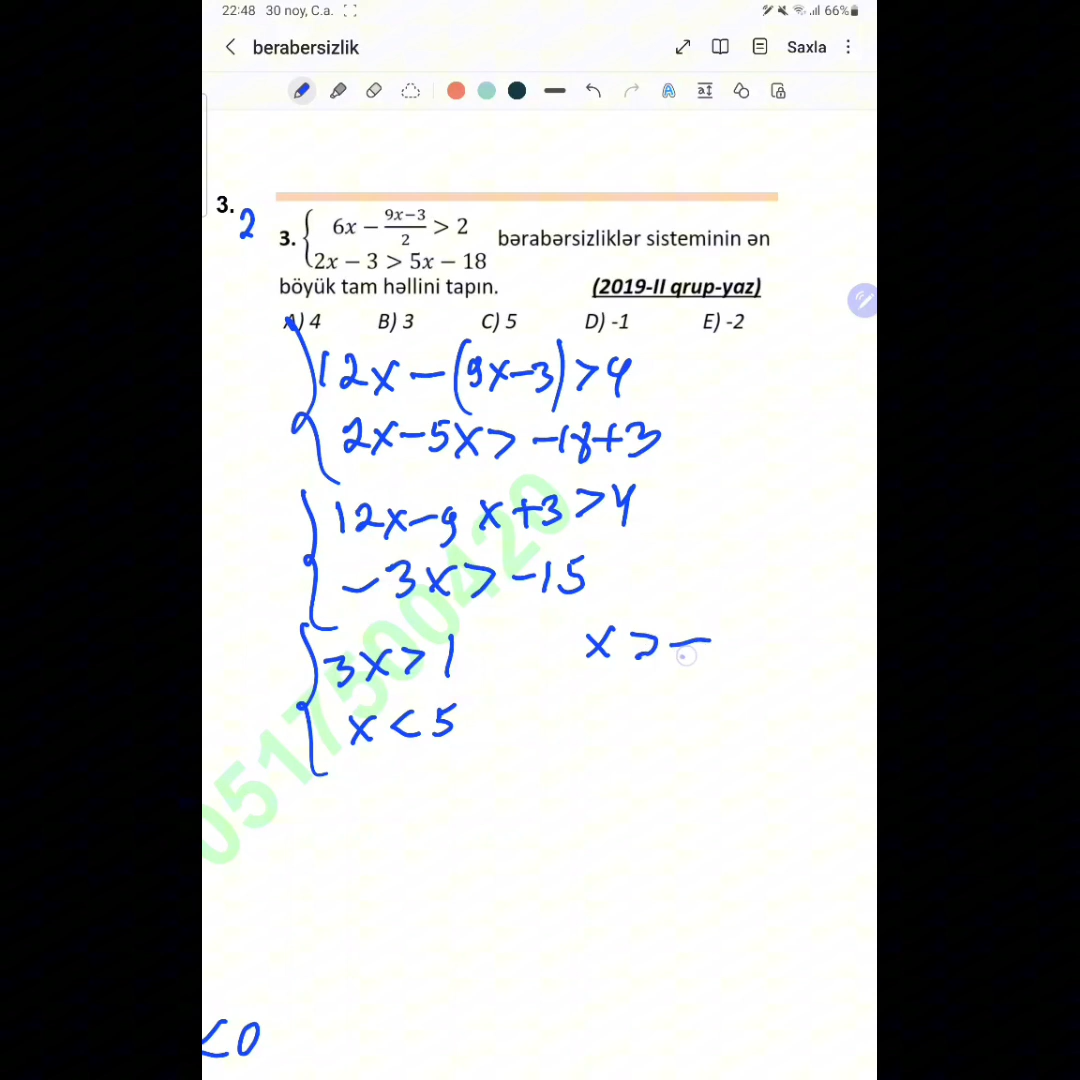 22:48 30 noy, C.a. 66%
berabersizlik Saxla
3.
2
3. { 6x − (9x−3)/2 > 2
2x − 3 > 5x − 18 bərabərsizliklər sisteminin ən
böyük tam həllini tapın. (2019-II qrup-yaz)
A) 4 B) 3 C) 5 D) -1 E) -2
12x-(9x-3)>4
2x-5x>-18+3
12x-9x+3>4
-3x>-15
3x>1 x>-
x<5
0517500420
<0